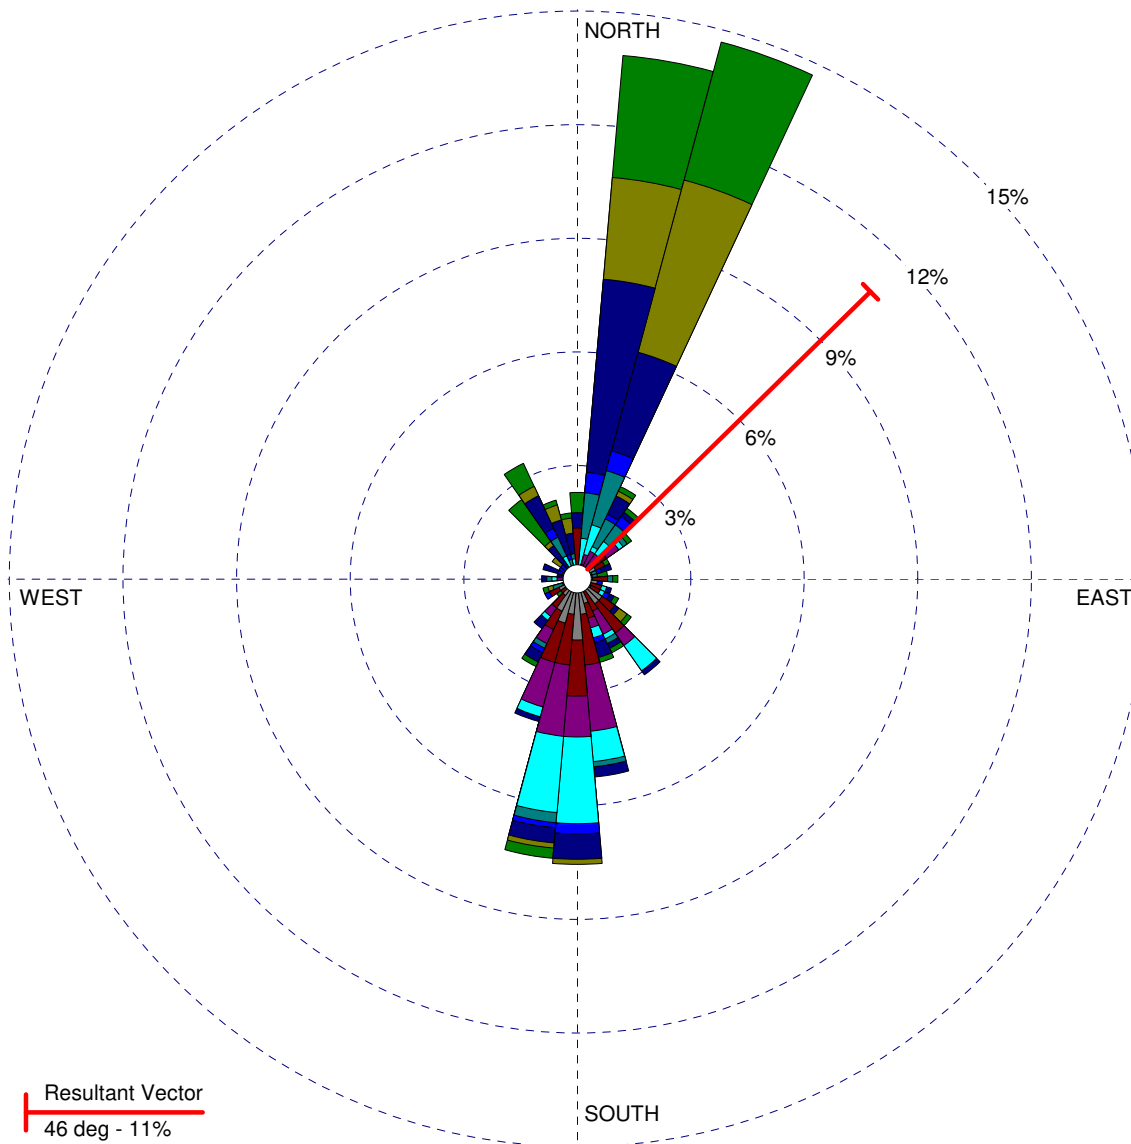 NORTH
15%
12%
9%
6%
3%
WEST
EAST
SOUTH
Resultant Vector
46 deg - 11%